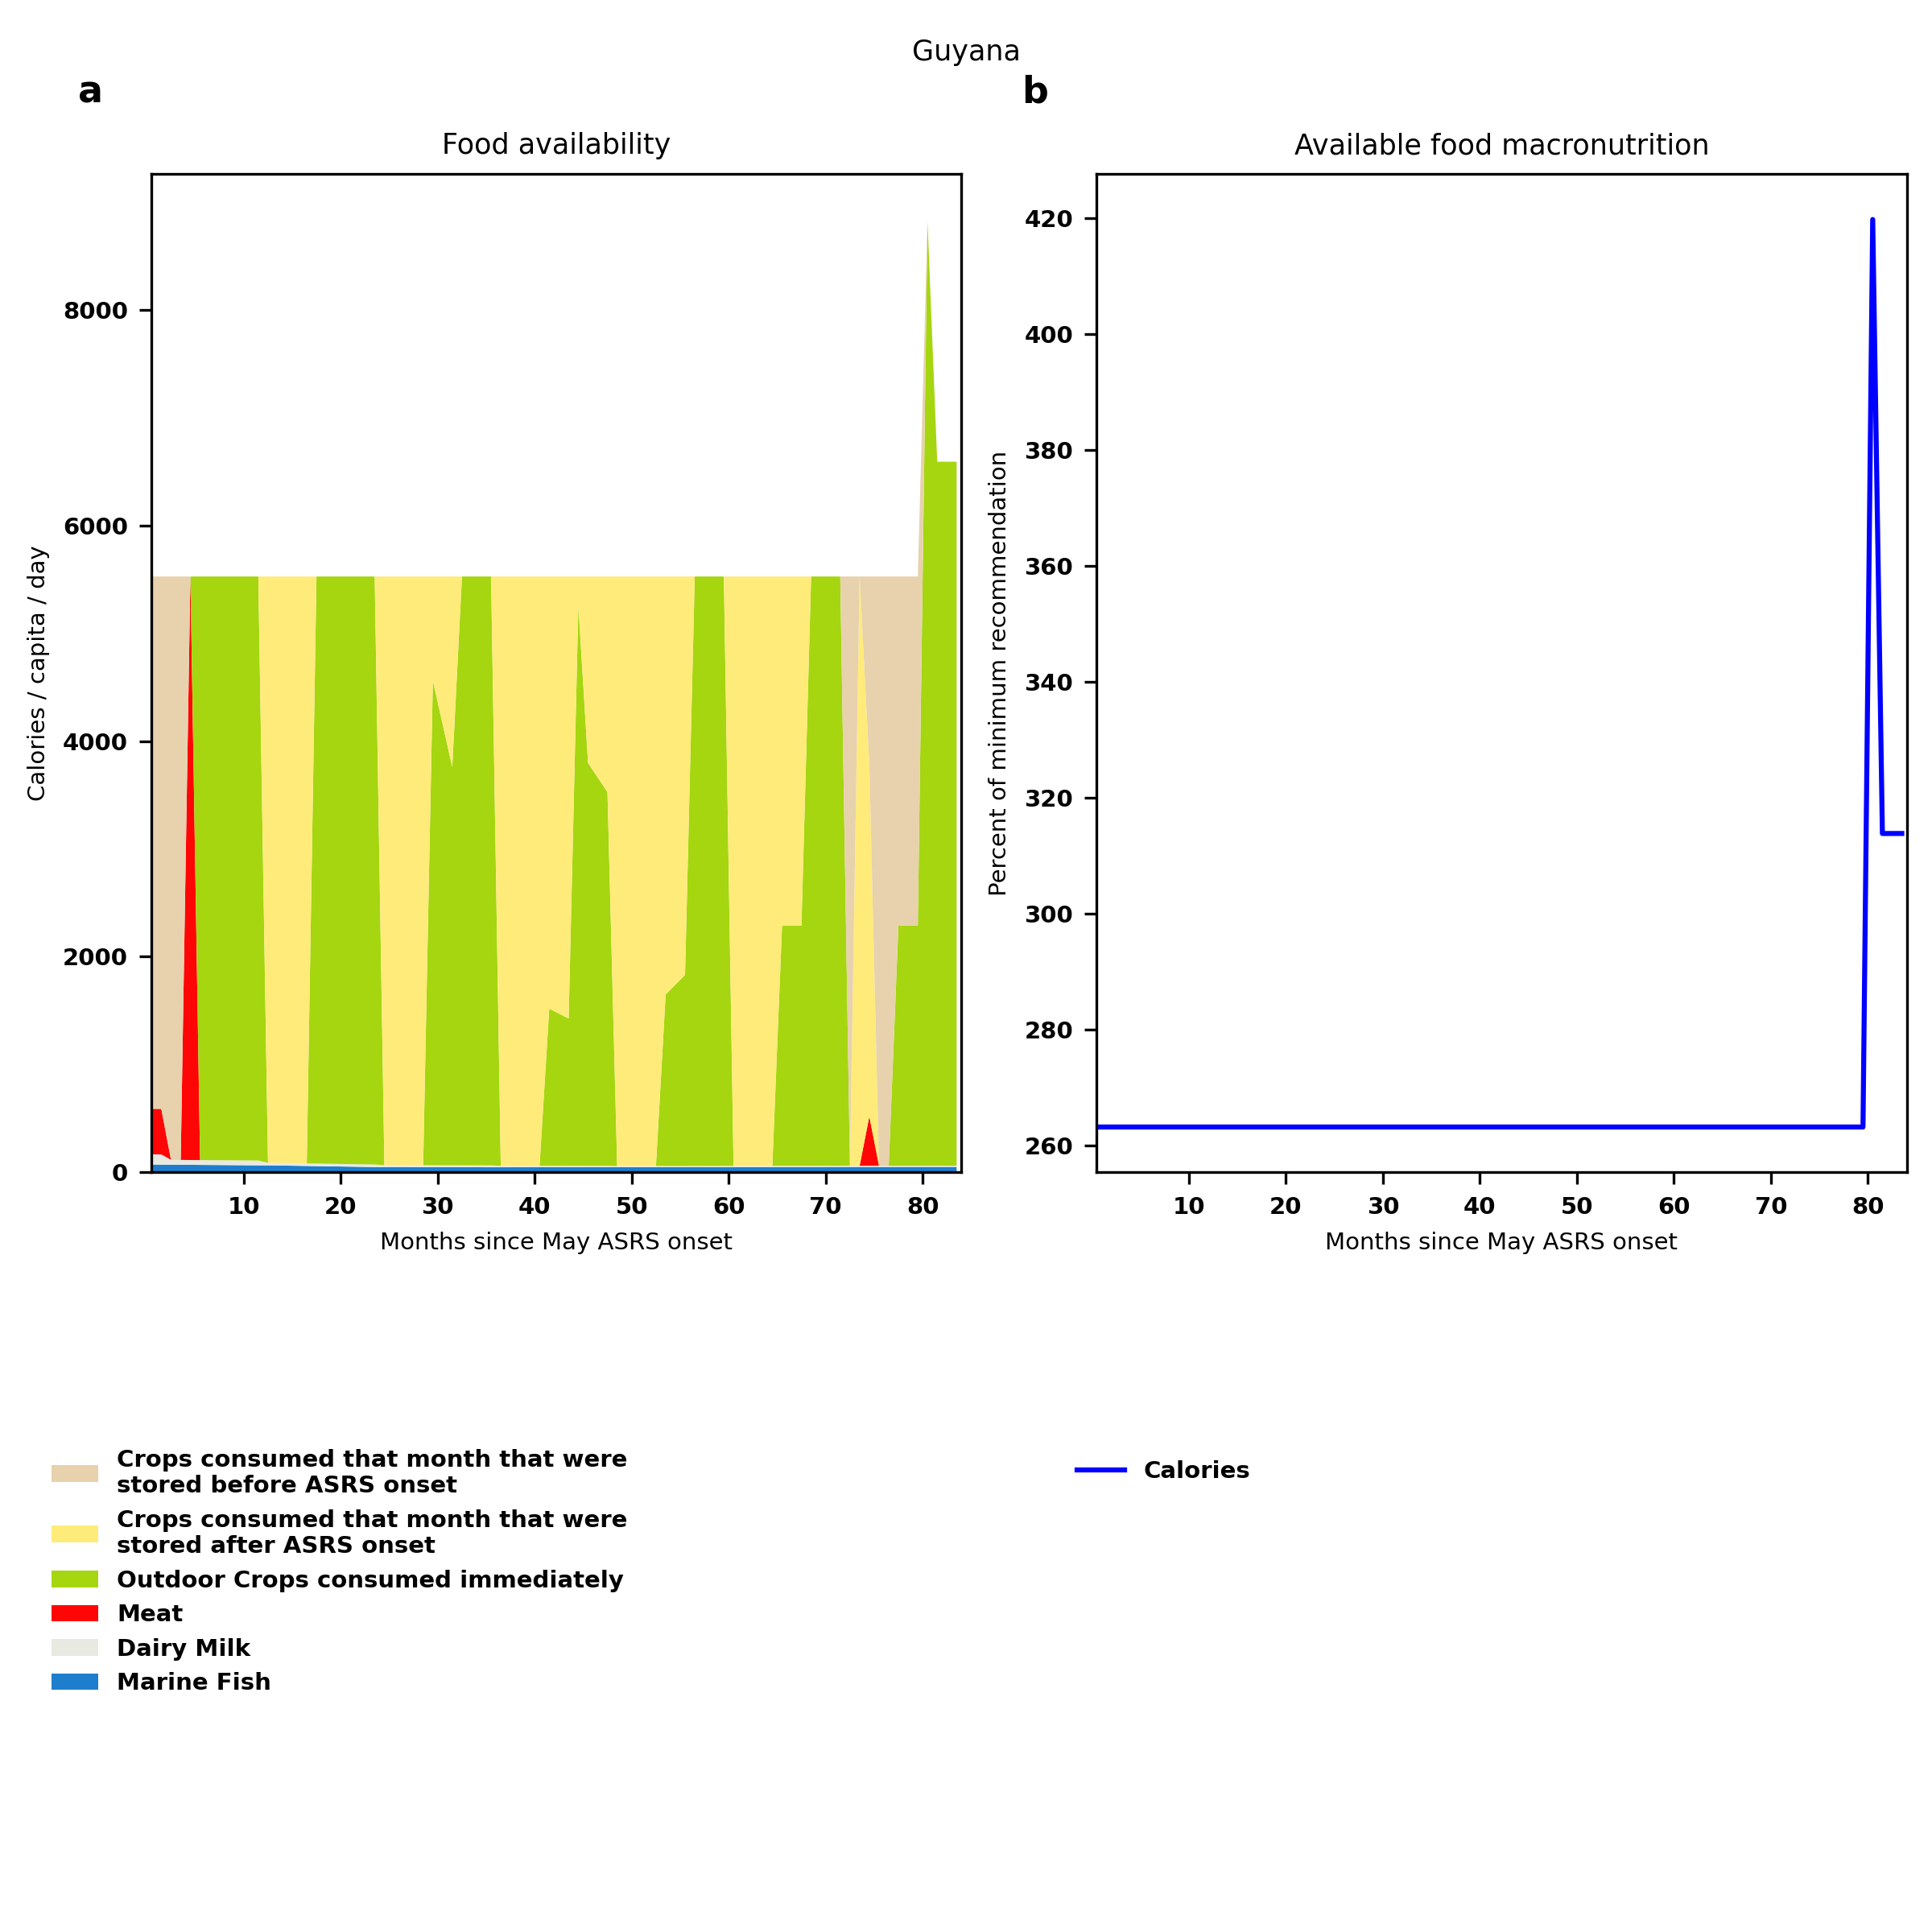 Guyana
a
Food availability
Calories / capita / day
8000
6000
4000
2000
0
10 20 30 40 50 60 70 80
Months since May ASRS onset
b
Available food macronutrition
Percent of minimum recommendation
420
400
380
360
340
320
300
280
260
10 20 30 40 50 60 70 80
Months since May ASRS onset
Crops consumed that month that were
stored before ASRS onset
Crops consumed that month that were
stored after ASRS onset
Outdoor Crops consumed immediately
Meat
Dairy Milk
Marine Fish
Calories